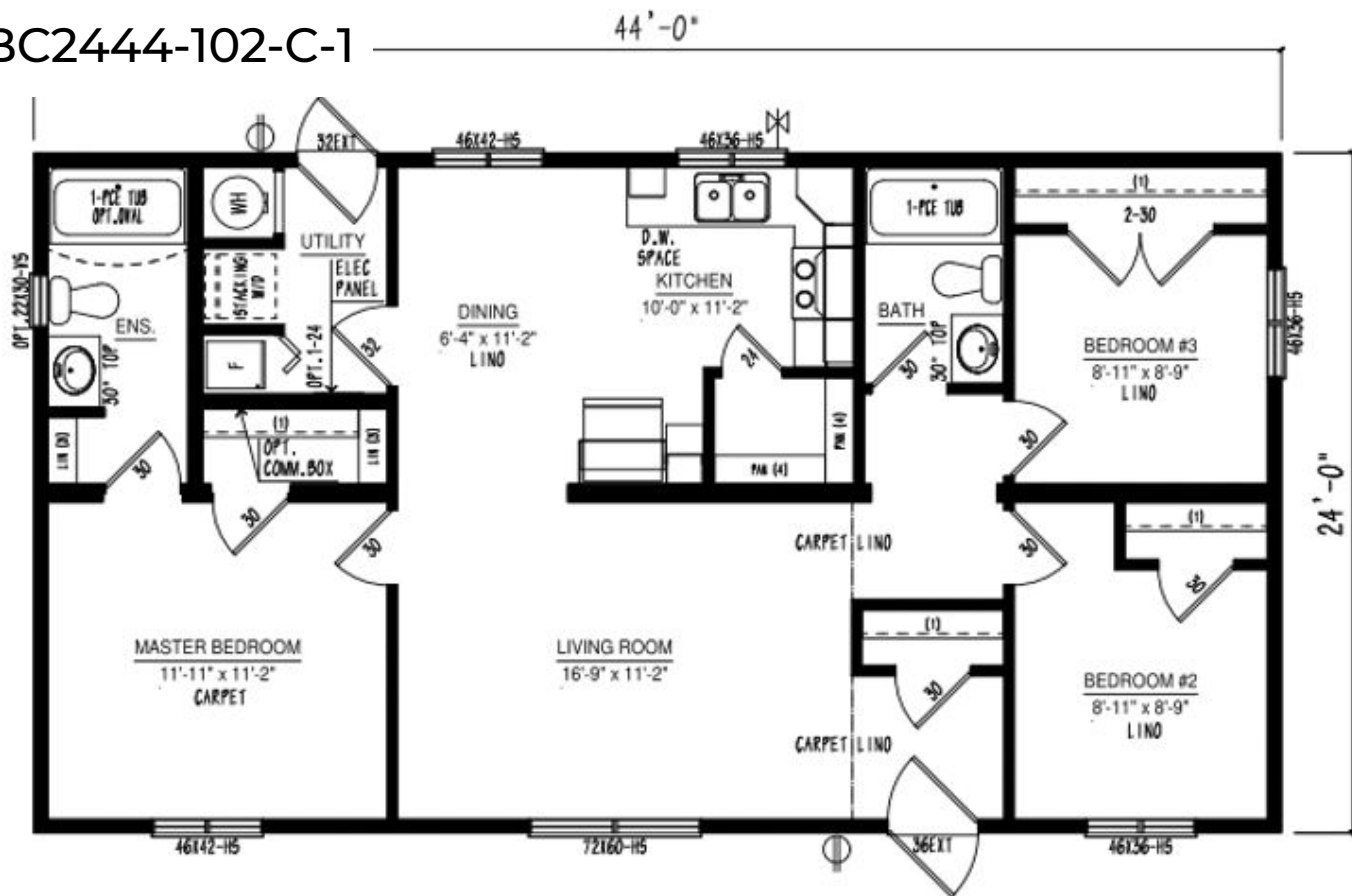 BC2444-102-C-1
44'-0"
32EXT
46X42-H5
46X36-H5
1-PCE TUB
OPT.OVAL
WH
UTILITY
ELEC
PANEL
STACKING
W/D
OPT. 22X30-V5
ENS.
30" TOP
F
OPT.1-24
32
LIN (3)
30
(1)
OPT.
COMM.BOX
LIN (3)
30
30
DINING
6'-4" x 11'-2"
LINO
D.W.
SPACE
KITCHEN
10'-0" x 11'-2"
24
PAN (4)
PAN (4)
1-PCE TUB
BATH
30
30" TOP
(1)
2-30
BEDROOM #3
8'-11" x 8'-9"
LINO
46X36-H5
24'-0"
30
CARPET LINO
30
(1)
MASTER BEDROOM
11'-11" x 11'-2"
CARPET
LIVING ROOM
16'-9" x 11'-2"
(1)
30
CARPET LINO
BEDROOM #2
8'-11" x 8'-9"
LINO
46X42-H5
72X60-H5
36EXT
46X36-H5